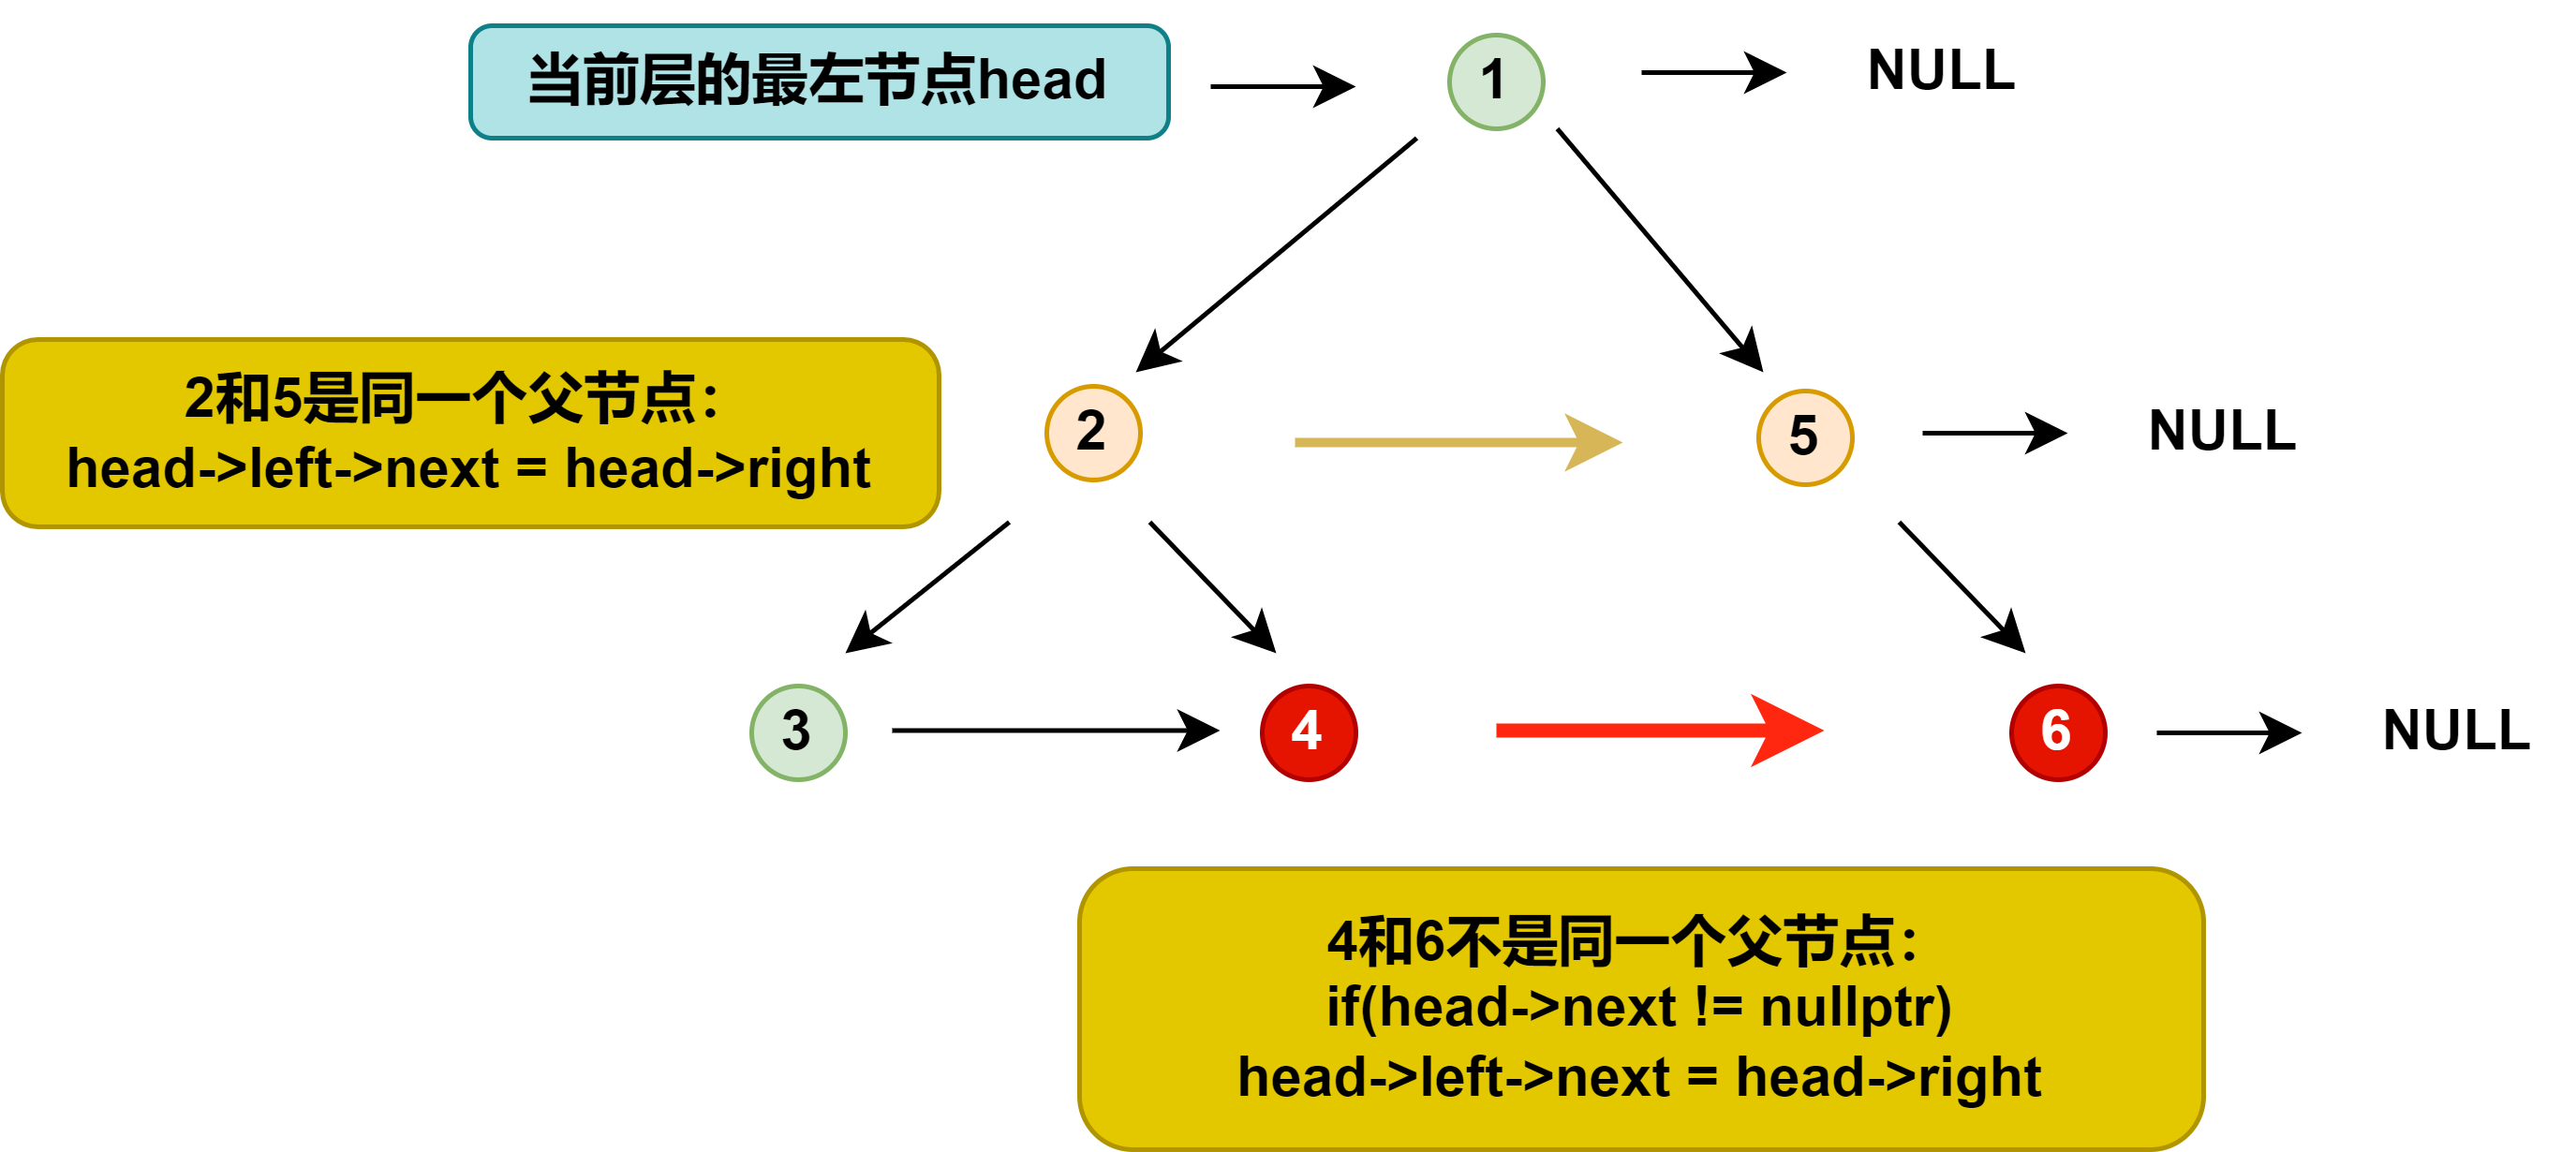 当前层的最左节点head
1
NULL
2和5是同一个父节点：
head->left->next = head->right
2
5
NULL
3
4
6
NULL
4和6不是同一个父节点：
if(head->next != nullptr)
head->left->next = head->right